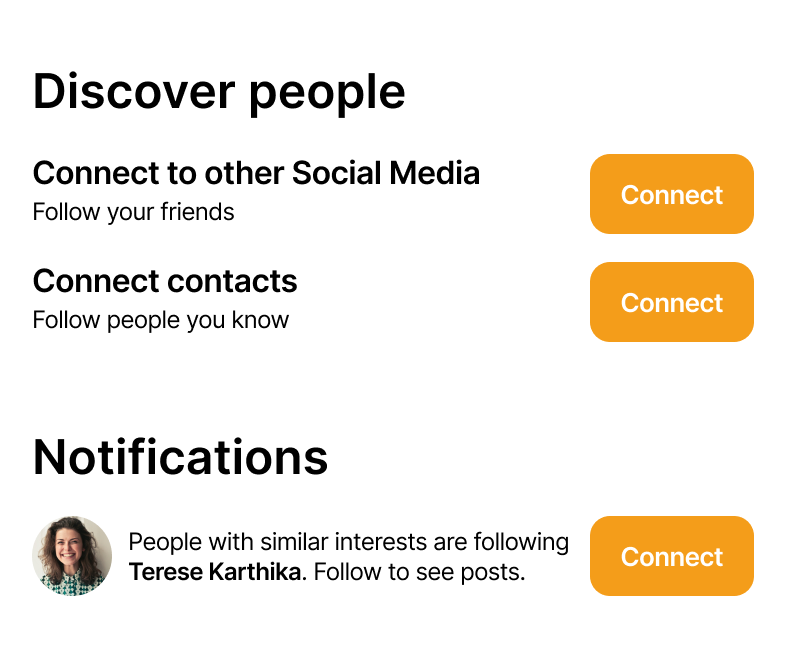 Discover people
Connect to other Social Media
Connect
Follow your friends
Connect contacts
Connect
Follow people you know
Notifications
People with similar interests are following
Terese Karthika. Follow to see posts.
Connect